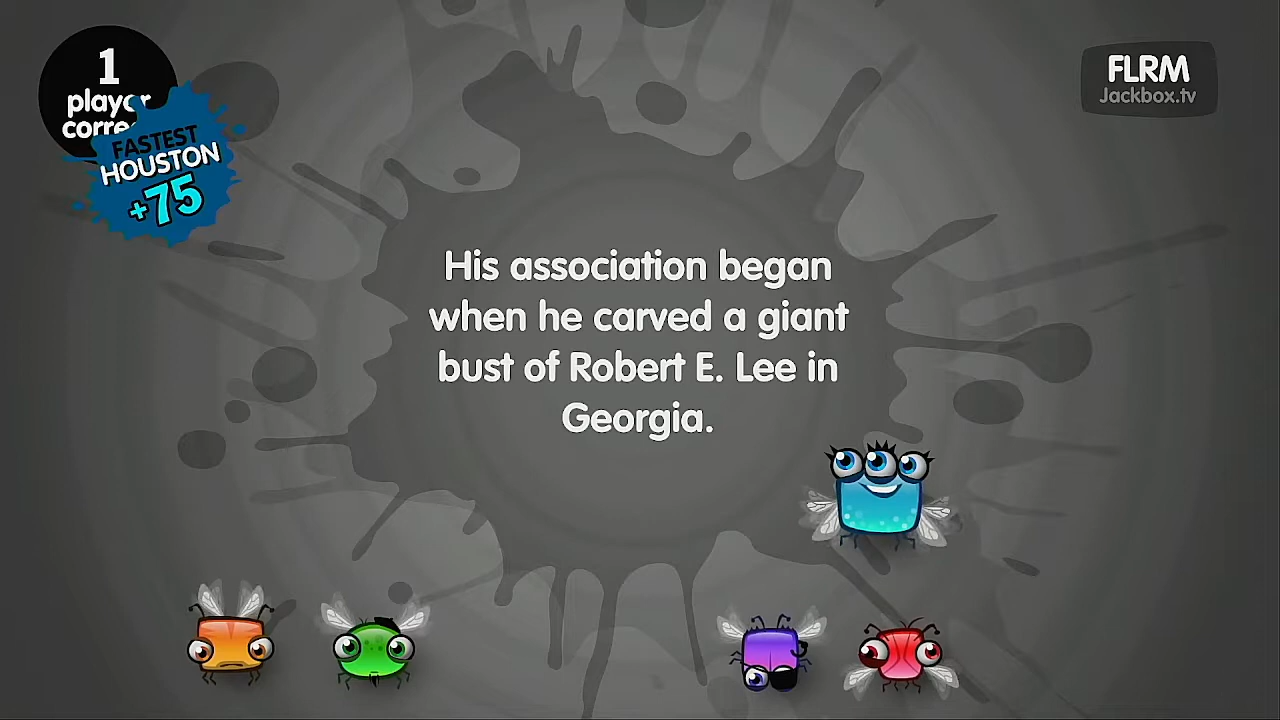 1
player
FASTEST
HOUSTON
+75
FLRM
Jackbox.tv
His association began
when he carved a giant
bust of Robert E. Lee in
Georgia.